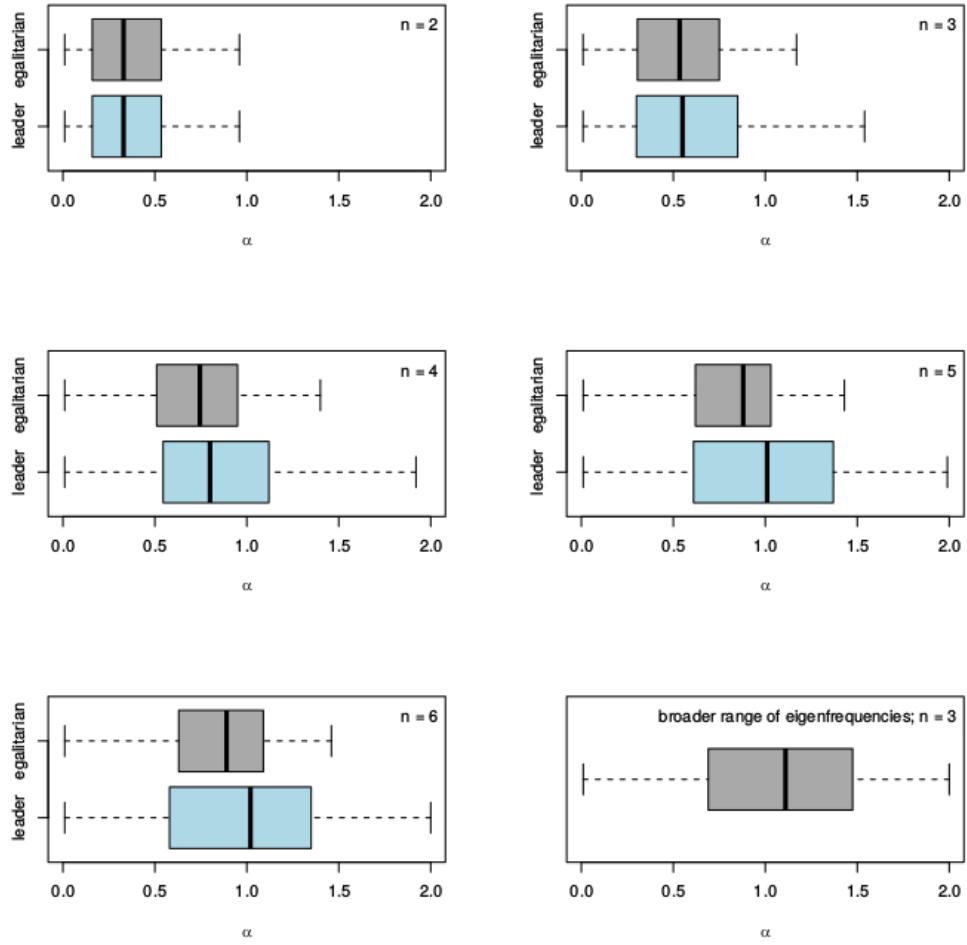 n = 2
egalitarian
leader
0.0 0.5 1.0 1.5 2.0
α
n = 3
egalitarian
leader
0.0 0.5 1.0 1.5 2.0
α
n = 4
egalitarian
leader
0.0 0.5 1.0 1.5 2.0
α
n = 5
egalitarian
leader
0.0 0.5 1.0 1.5 2.0
α
n = 6
egalitarian
leader
0.0 0.5 1.0 1.5 2.0
α
broader range of eigenfrequencies; n = 3
0.0 0.5 1.0 1.5 2.0
α